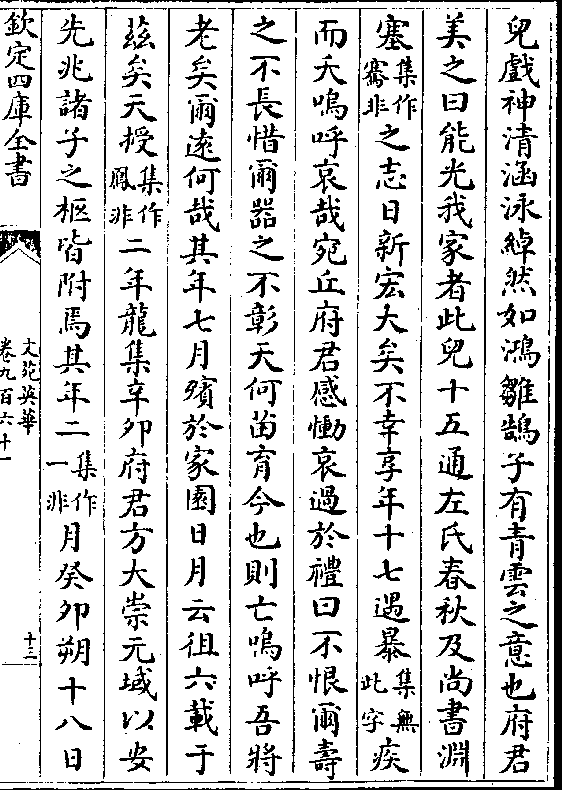 兒戲神清涵泳綽然如鴻雛鵠子有青雲之意也府君
美之曰能光我家者此兒十五通左氏春秋及尚書淵
塞集作騫非之志日新宏大矣不幸享年十七遇暴集無此字疾
而夭嗚呼哀哉宛丘府君感慟哀過於禮曰不恨爾壽
之不長惜爾器之不彰天何苗育今也則亡嗚呼吾將
老矣爾遠何哉其年七月殯於家園日月云徂六載于
茲矣天授集作鳳非二年龍集辛卯府君方大崇元域以安
先兆諸子之柩皆附焉其年二集作一非月癸卯朔十八日
欽定四庫全書
文苑英華
卷九百六十一
十三